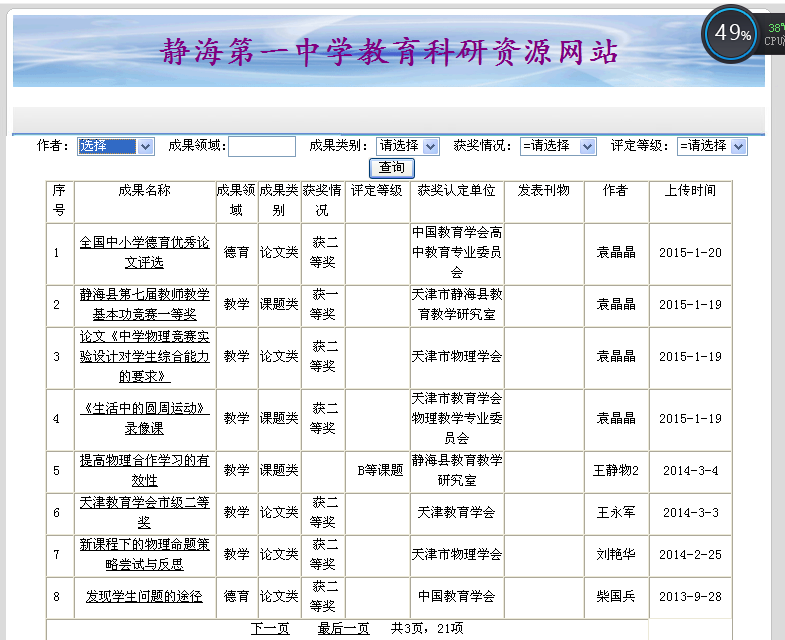 静海第一中学教育科研资源网站
49%
38°
CPU
作者： 选择 成果领域: 成果类别： 请选择 获奖情况： =请选择 评定等级： =请选择
查询
序号 成果名称 成果领域 成果类别 获奖情况 评定等级 获奖认定单位 发表刊物 作者 上传时间
1 全国中小学德育优秀论文评选 德育 论文类 获二等奖 中国教育学会高中教育专业委员会 袁晶晶 2015-1-20
2 静海县第七届教师教学基本功竞赛一等奖 教学 课题类 获一等奖 天津市静海县教育教学研究室 袁晶晶 2015-1-19
3 论文《中学物理竞赛实验设计对学生综合能力的要求》 教学 论文类 获二等奖 天津市物理学会 袁晶晶 2015-1-19
4 《生活中的圆周运动》录像课 教学 课题类 获二等奖 天津市教育学会物理教学专业委员会 袁晶晶 2015-1-19
5 提高物理合作学习的有效性 教学 课题类 B等课题 静海县教育教学研究室 王静物2 2014-3-4
6 天津教育学会市级二等奖 教学 论文类 获二等奖 天津教育学会 王永军 2014-3-3
7 新课程下的物理命题策略尝试与反思 教学 论文类 获二等奖 天津市物理学会 刘艳华 2014-2-25
8 发现学生问题的途径 德育 论文类 获二等奖 中国教育学会 柴国兵 2013-9-28
下一页 最后一页 共3页，21项